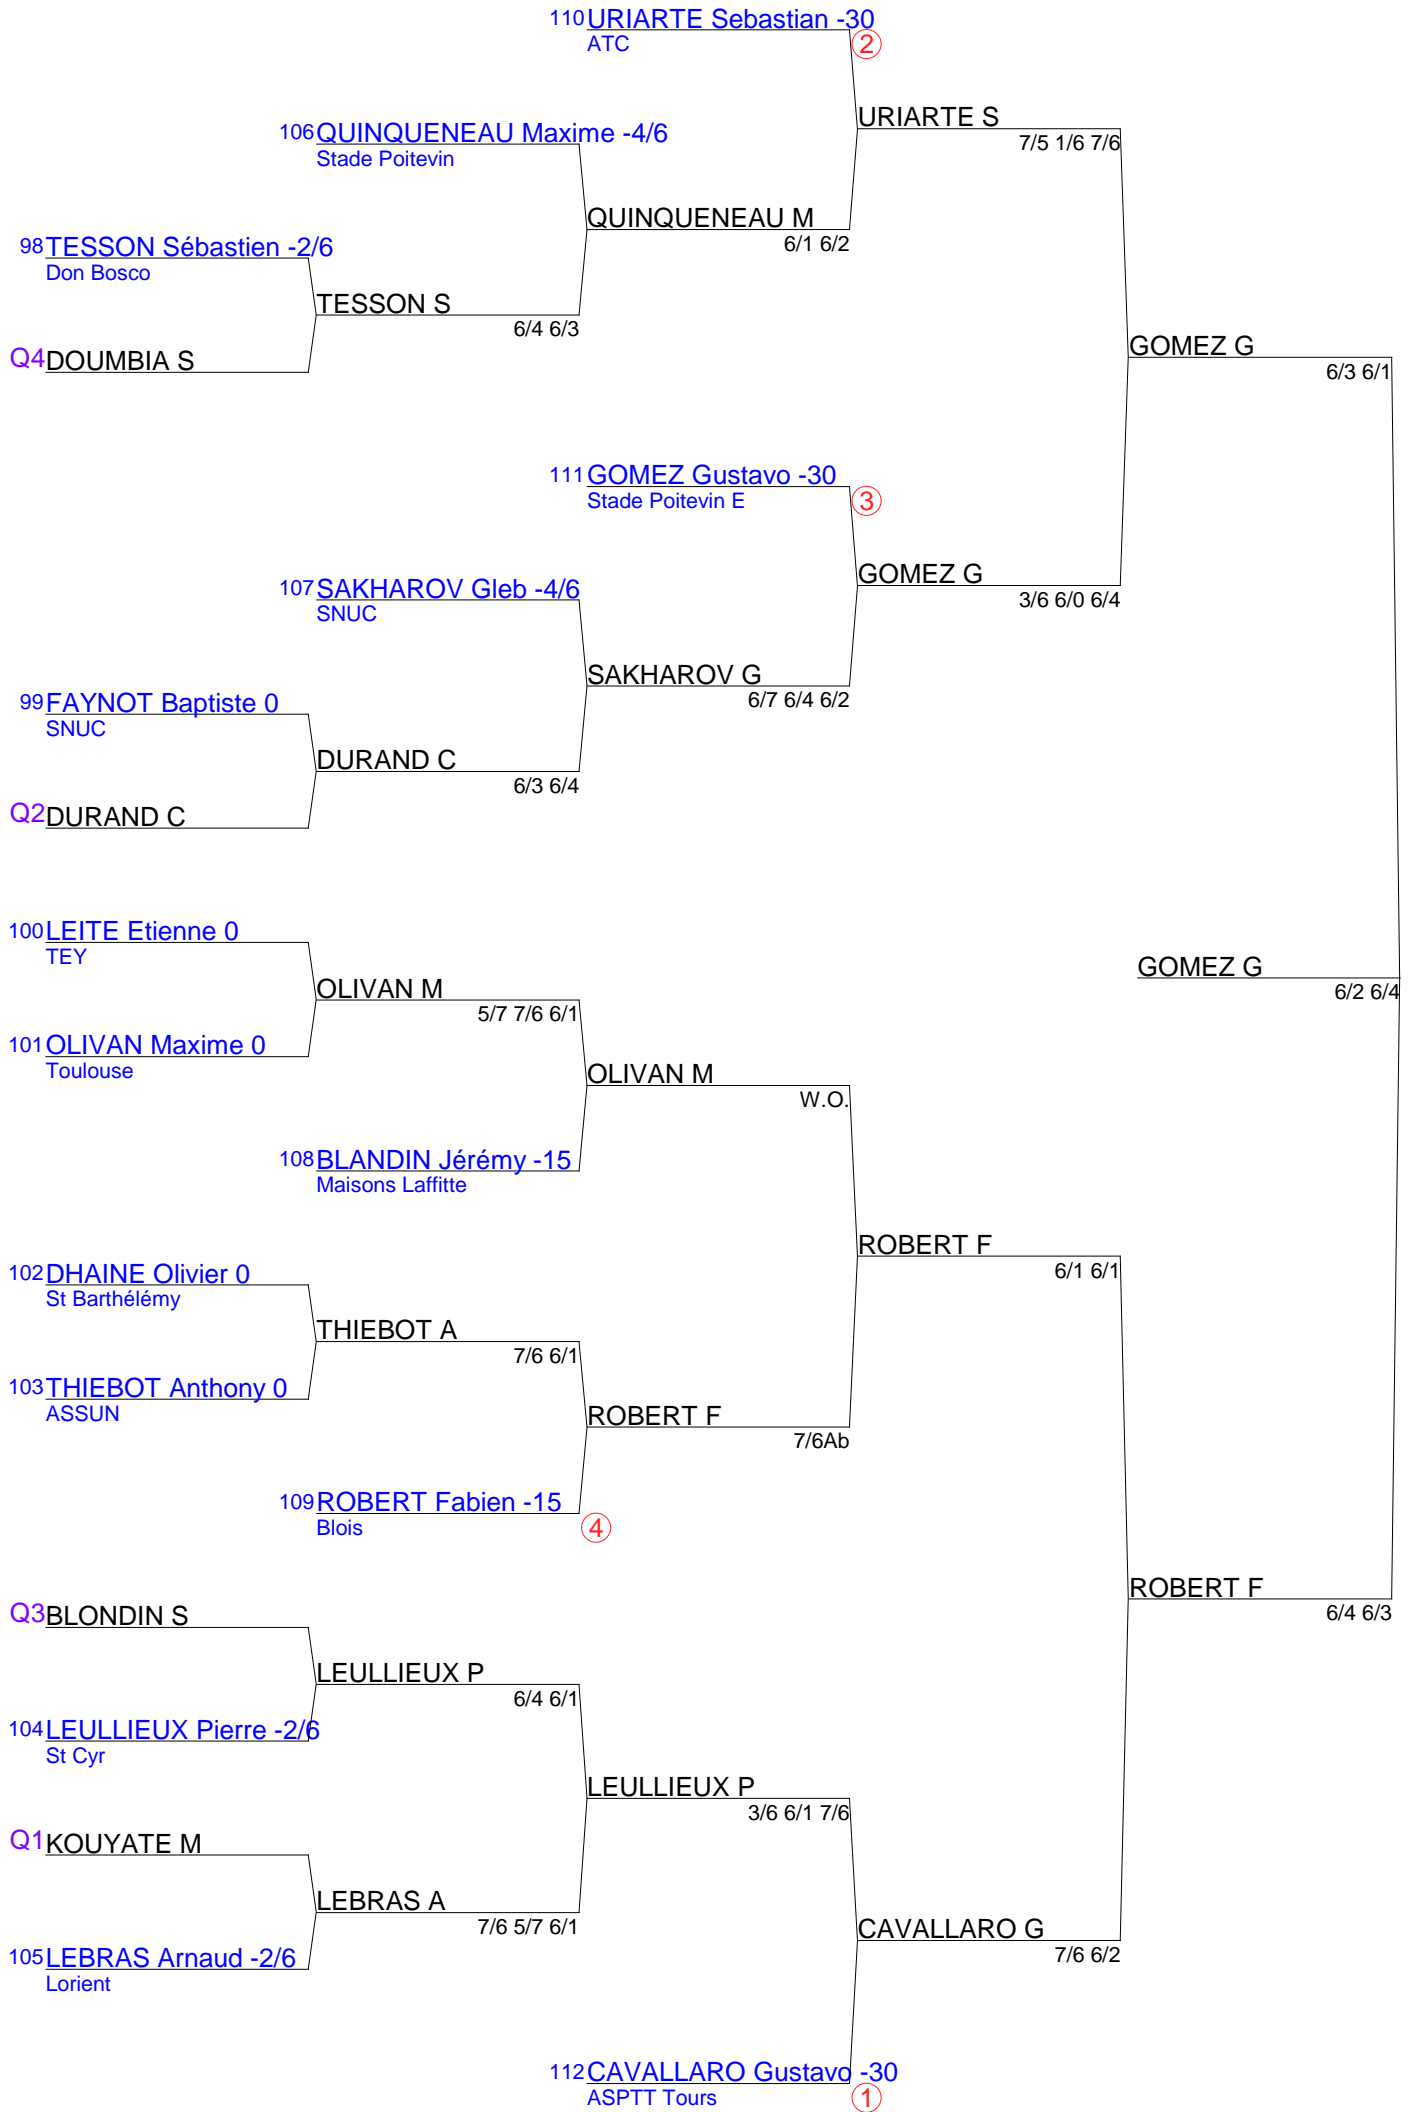 110 URIARTE Sebastian -30
ATC
②
URIARTE S
7/5 1/6 7/6
106 QUINQUENEAU Maxime -4/6
Stade Poitevin
QUINQUENEAU M
6/1 6/2
98 TESSON Sébastien -2/6
Don Bosco
TESSON S
6/4 6/3
Q4 DOUMBIA S
GOMEZ G
6/3 6/1
111 GOMEZ Gustavo -30
Stade Poitevin E
③
GOMEZ G
3/6 6/0 6/4
107 SAKHAROV Gleb -4/6
SNUC
SAKHAROV G
6/7 6/4 6/2
99 FAYNOT Baptiste 0
SNUC
DURAND C
6/3 6/4
Q2 DURAND C
100 LEITE Etienne 0
TEY
GOMEZ G
6/2 6/4
OLIVAN M
5/7 7/6 6/1
101 OLIVAN Maxime 0
Toulouse
OLIVAN M
W.O.
108 BLANDIN Jérémy -15
Maisons Laffitte
ROBERT F
6/1 6/1
102 DHAINE Olivier 0
St Barthélémy
THIEBOT A
7/6 6/1
103 THIEBOT Anthony 0
ASSUN
ROBERT F
7/6Ab
109 ROBERT Fabien -15
Blois
④
ROBERT F
6/4 6/3
Q3 BLONDIN S
LEULLIEUX P
6/4 6/1
104 LEULLIEUX Pierre -2/6
St Cyr
LEULLIEUX P
3/6 6/1 7/6
Q1 KOUYATE M
LEBRAS A
7/6 5/7 6/1
CAVALLARO G
7/6 6/2
105 LEBRAS Arnaud -2/6
Lorient
112 CAVALLARO Gustavo -30
ASPTT Tours
①